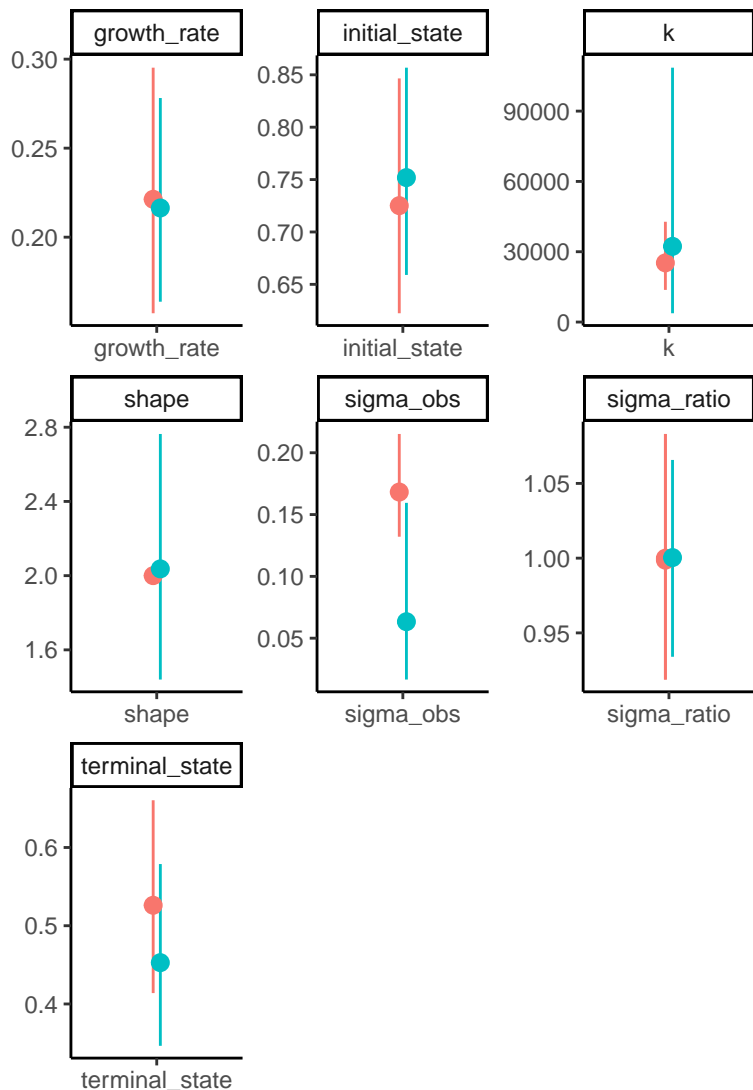 growth_rate
initial_state
k
0.30
0.25
0.20
0.85
0.80
0.75
0.70
0.65
90000
60000
30000
0
growth_rate
initial_state
k
shape
sigma_obs
sigma_ratio
2.8
2.4
2.0
1.6
0.20
0.15
0.10
0.05
1.05
1.00
0.95
shape
sigma_obs
sigma_ratio
terminal_state
0.6
0.5
0.4
terminal_state